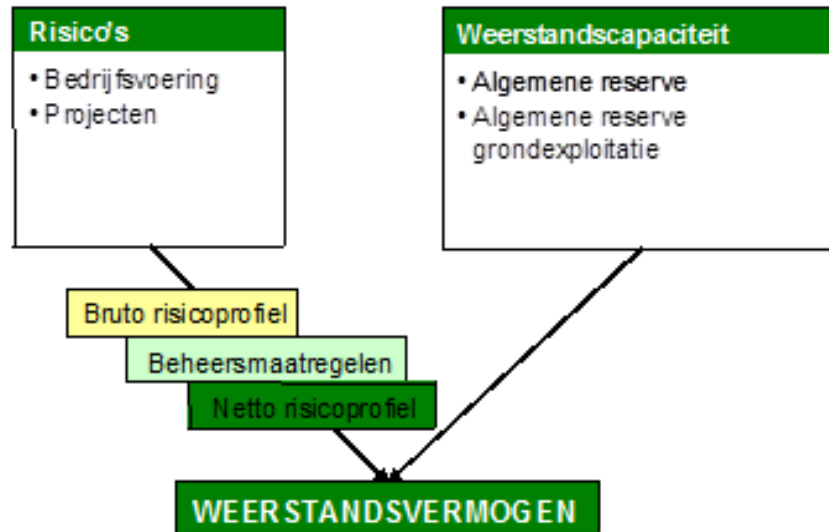 Risico's
• Bedrijfsvoering
• Projecten
Weerstandscapaciteit
• Algemene reserve
• Algemene reserve
grondexploitatie
Bruto risicoprofiel
Beheersmaatregelen
Netto risicoprofiel
WEERSTANDSVERMOGEN